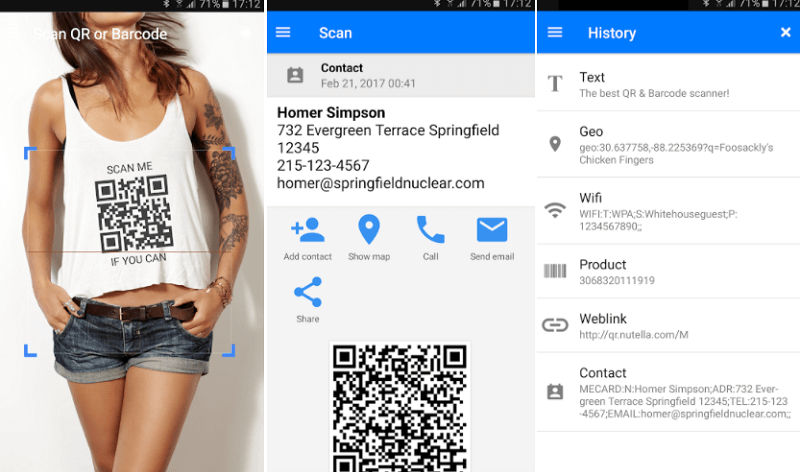 71% 17:12
Scan QR or Barcode
SCAN ME
IF YOU CAN
71% 17:12
Scan
Contact
Feb 21, 2017 00:41
Homer Simpson
732 Evergreen Terrace Springfield
12345
215-123-4567
homer@springfieldnuclear.com
Add contact
Show map
Call
Send email
Share
71% 17:12
History
Text
The best QR & Barcode scanner!
Geo
geo:30.637758,-88.225369?q=Foosackly's
Chicken Fingers
Wifi
WIFI:T:WPA;S:Whitehouseguest;P:
1234567890;;
Product
3068320111919
Weblink
http://qr.nutella.com/M
Contact
MECARD:N:Homer Simpson;ADR:732 Ever-
green Terrace Springfield 12345;TEL:215-123
-4567;EMAIL:homer@springfieldnuclear.com;;